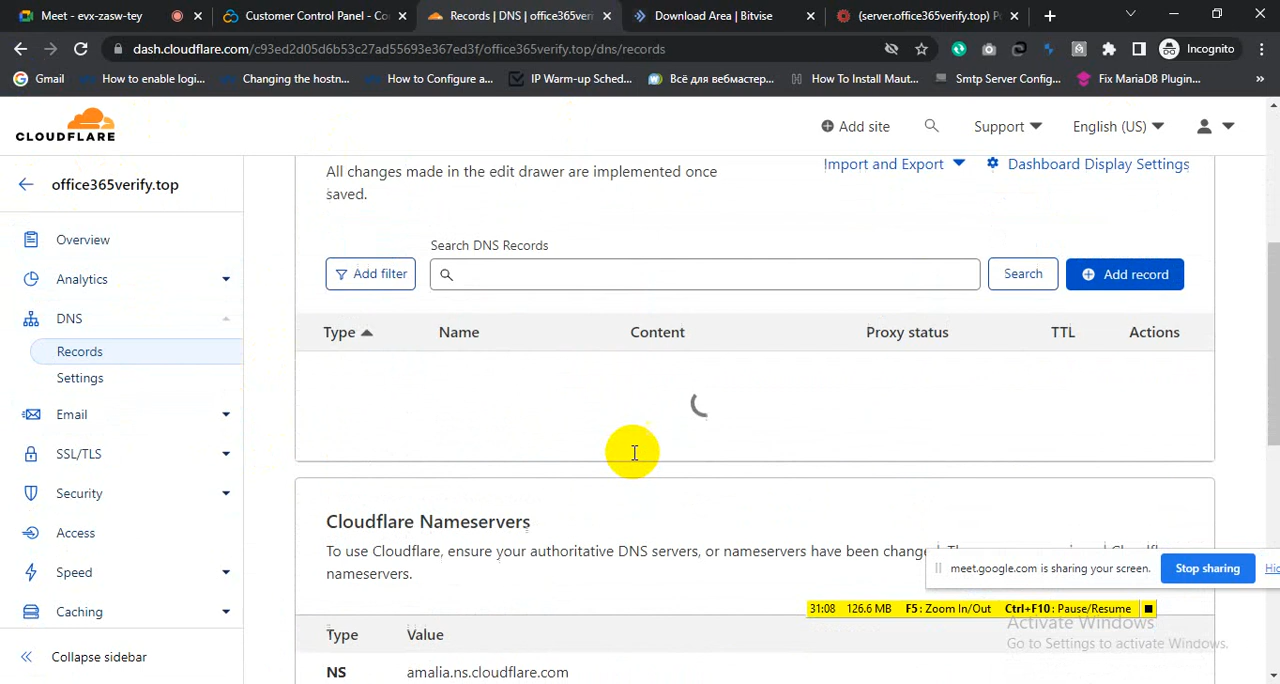 Meet - evx-zasw-tey
Customer Control Panel - Co
Records | DNS | office365ver
Download Area | Bitvise
(server.office365verify.top) P
dash.cloudflare.com/c93ed2d05d6b53c27ad55693e367ed3f/office365verify.top/dns/records
Incognito
Gmail
How to enable logi...
Changing the hostn...
How to Configure a...
IP Warm-up Sched...
Всё для вебмастер...
How To Install Maut...
Smtp Server Config...
Fix MariaDB Plugin...
»
CLOUDFLARE
Add site
Support
English (US)
office365verify.top
Overview
Analytics
DNS
Records
Settings
Email
SSL/TLS
Security
Access
Speed
Caching
Collapse sidebar
All changes made in the edit drawer are implemented once
saved.
Import and Export
Dashboard Display Settings
Search DNS Records
Add filter
Search
Add record
Type Name Content Proxy status TTL Actions
Cloudflare Nameservers
To use Cloudflare, ensure your authoritative DNS servers, or nameservers have been
nameservers.
Type Value
NS amalia.ns.cloudflare.com
meet.google.com is sharing your screen.
Stop sharing
31:08 126.6 MB F5: Zoom In/Out Ctrl+F10: Pause/Resume
Activate Windows
Go to Settings to activate Windows.